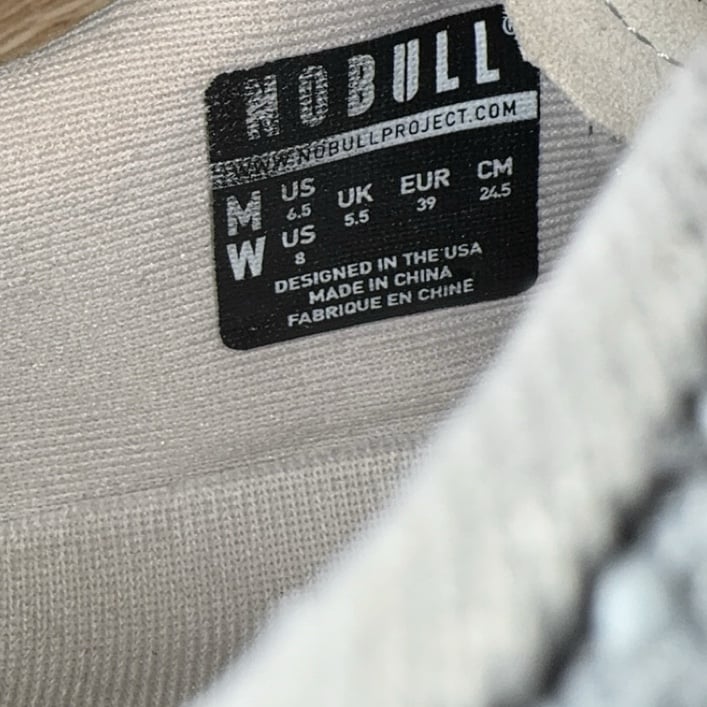 NOBULL®
WWW.NOBULLPROJECT.COM
M US 6.5 UK 5.5 EUR 39 CM 24.5
W US 8
DESIGNED IN THE USA
MADE IN CHINA
FABRIQUE EN CHINE